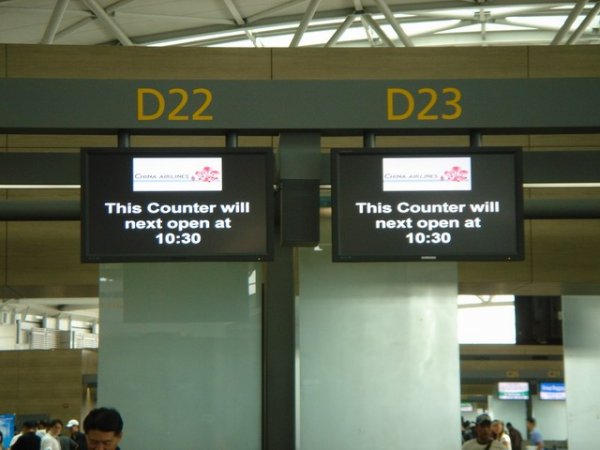 D22
D23
CHINA AIRLINES
This Counter will
next open at
10:30
CHINA AIRLINES
This Counter will
next open at
10:30